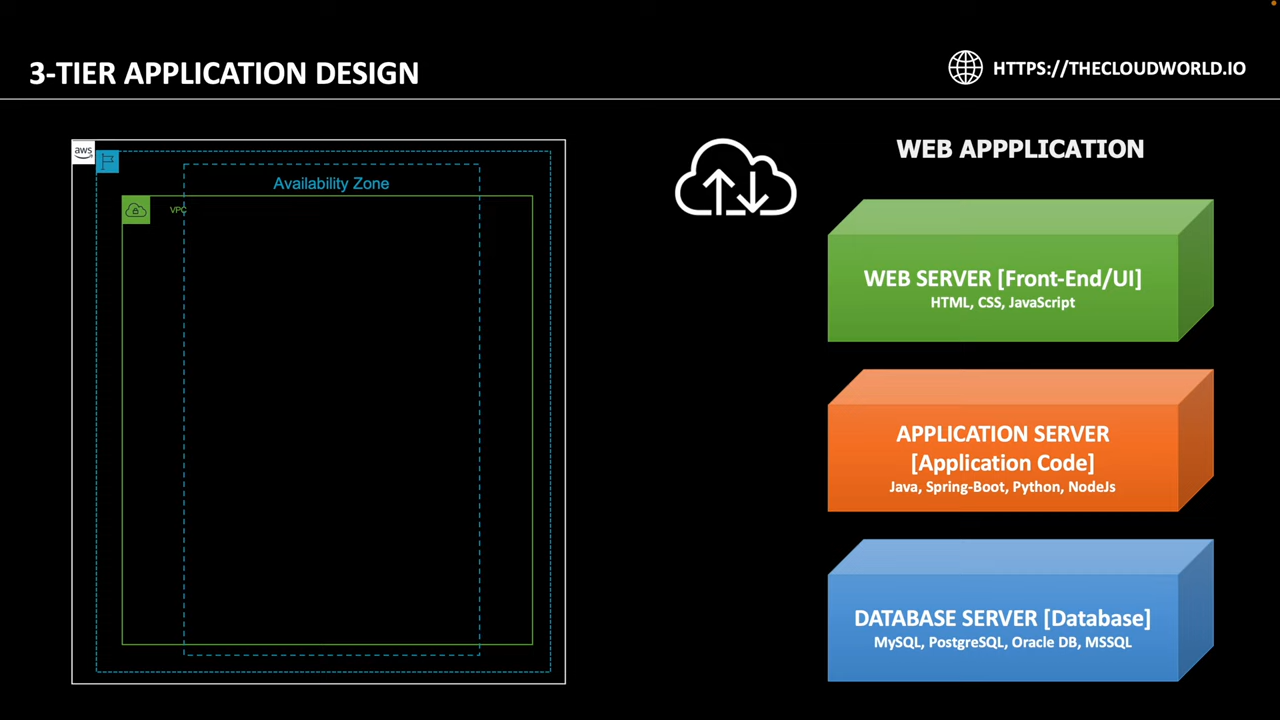 3-TIER APPLICATION DESIGN
HTTPS://THECLOUDWORLD.IO
aws
Availability Zone
VPC
WEB APPPLICATION
WEB SERVER [Front-End/UI]
HTML, CSS, JavaScript
APPLICATION SERVER
[Application Code]
Java, Spring-Boot, Python, NodeJs
DATABASE SERVER [Database]
MySQL, PostgreSQL, Oracle DB, MSSQL